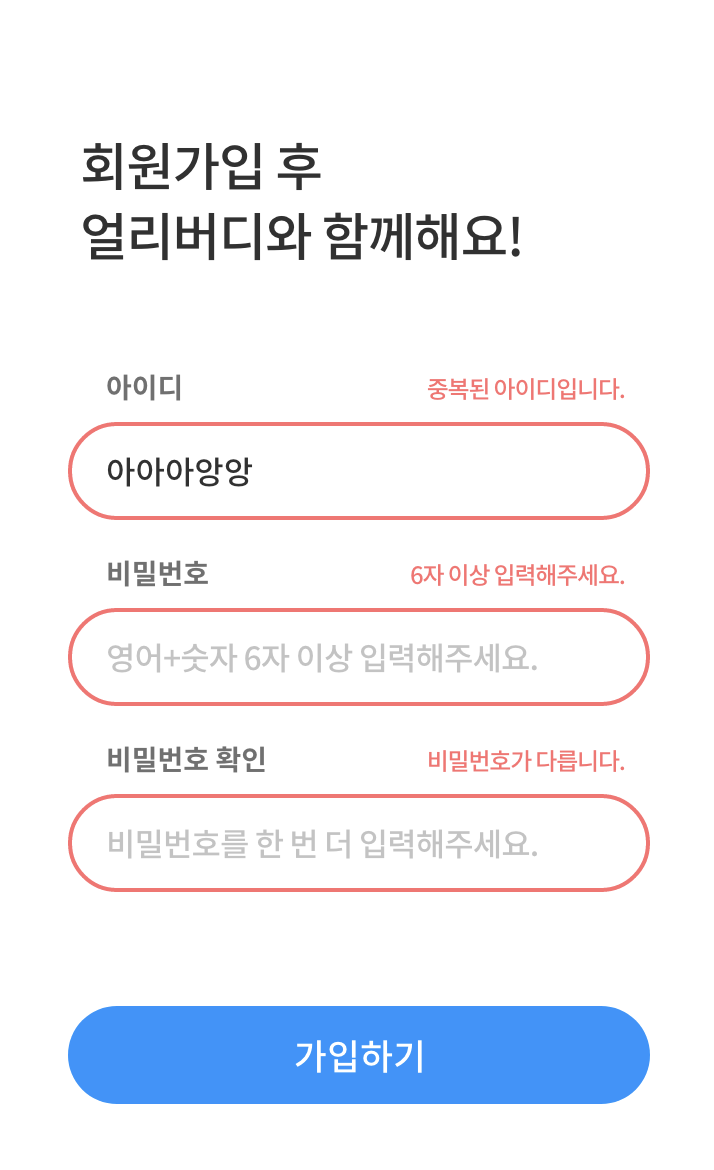 회원가입 후
얼리버디와 함께해요!
아이디 중복된 아이디입니다.
아아아앙앙
비밀번호 6자 이상 입력해주세요.
영어+숫자 6자 이상 입력해주세요.
비밀번호 확인 비밀번호가 다릅니다.
비밀번호를 한 번 더 입력해주세요.
가입하기